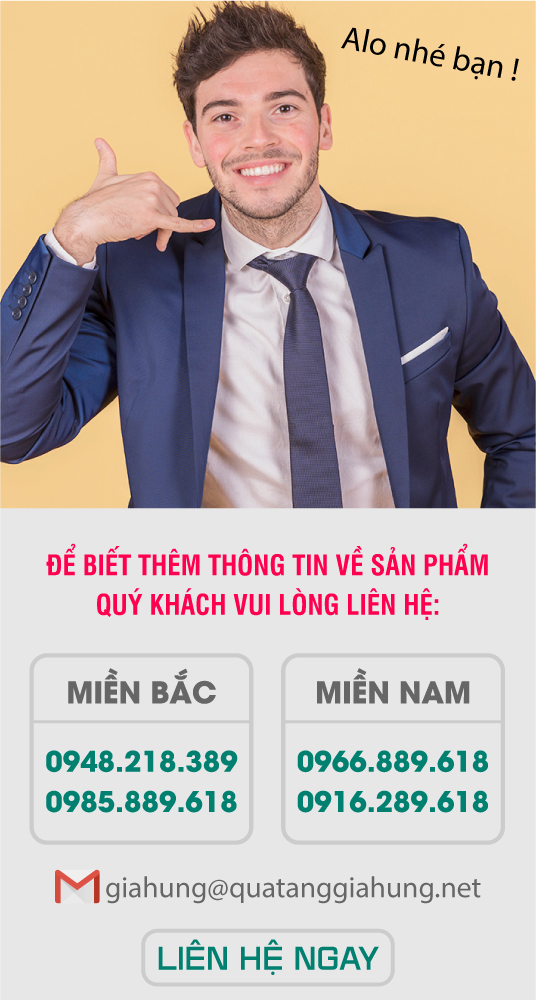 Alo nhé bạn !
ĐỂ BIẾT THÊM THÔNG TIN VỀ SẢN PHẨM
QUÝ KHÁCH VUI LÒNG LIÊN HỆ:
MIỀN BẮC
0948.218.389
0985.889.618
MIỀN NAM
0966.889.618
0916.289.618
giahung@quatanggiahung.net
LIÊN HỆ NGAY